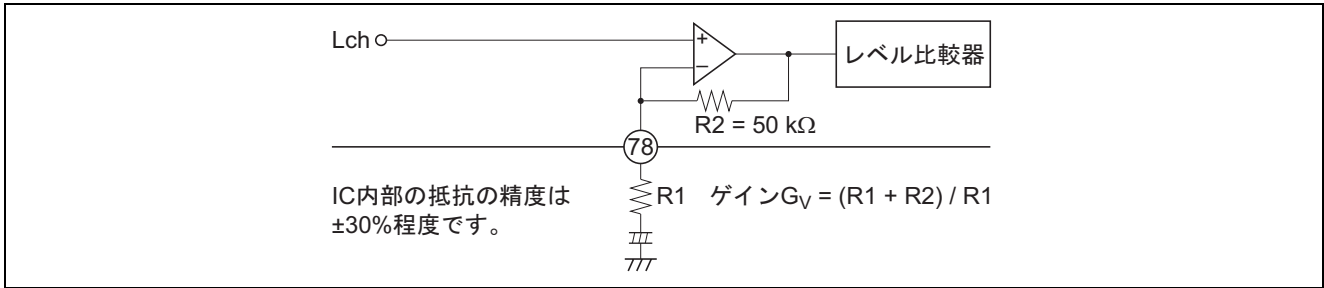 Lch
+
−
レベル比較器
R2 = 50 kΩ
78
IC内部の抵抗の精度は
±30%程度です。
R1
ゲインGV = (R1 + R2) / R1